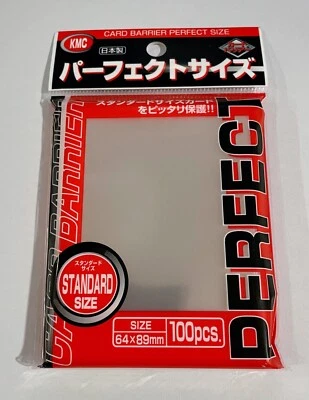 CARD BARRIER PERFECT SIZE
KMC
日本製
パーフェクトサイズ
スタンダードサイズカード
をピッタリ保護!!
CARD BARRIER
PERFECT
スタンダード
サイズ
STANDARD
SIZE
SIZE
64×89mm
100pcs.